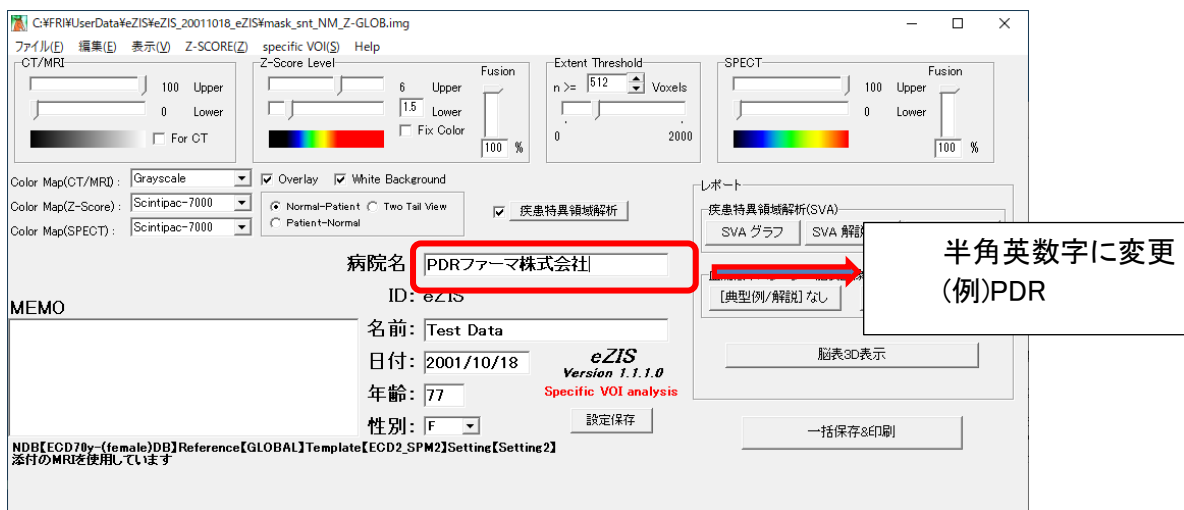 C:¥FRI¥UserData¥eZIS¥eZIS_20011018_eZIS¥mask_snt_NM_Z-GLOB.img
ファイル(F) 編集(E) 表示(V) Z-SCORE(Z) specific VOI(S) Help
CT/MRI
100 Upper
0 Lower
For CT
Z-Score Level
6 Upper
1.5 Lower
Fix Color
Fusion
100 %
Extent Threshold
n >= 512 Voxels
0 2000
SPECT
100 Upper
0 Lower
Fusion
100 %
Color Map(CT/MRI) : Grayscale
Color Map(Z-Score) : Scintipac-7000
Color Map(SPECT) : Scintipac-7000
Overlay White Background
Normal-Patient Two Tail View
Patient-Normal
疾患特異領域解析
レポート
疾患特異領域解析(SVA)
SVA グラフ SVA 解説
[典型例/解説] なし
脳表3D表示
半角英数字に変更
(例)PDR
病院名 PDRファーマ株式会社
ID: eZIS
MEMO
名前: Test Data
日付: 2001/10/18
年齢: 77
性別: F
eZIS
Version 1.1.1.0
Specific VOI analysis
設定保存
一括保存&印刷
NDB【ECD70y-(female)DB】Reference【GLOBAL】Template【ECD2_SPM2】Setting【Setting2】
添付のMRIを使用しています